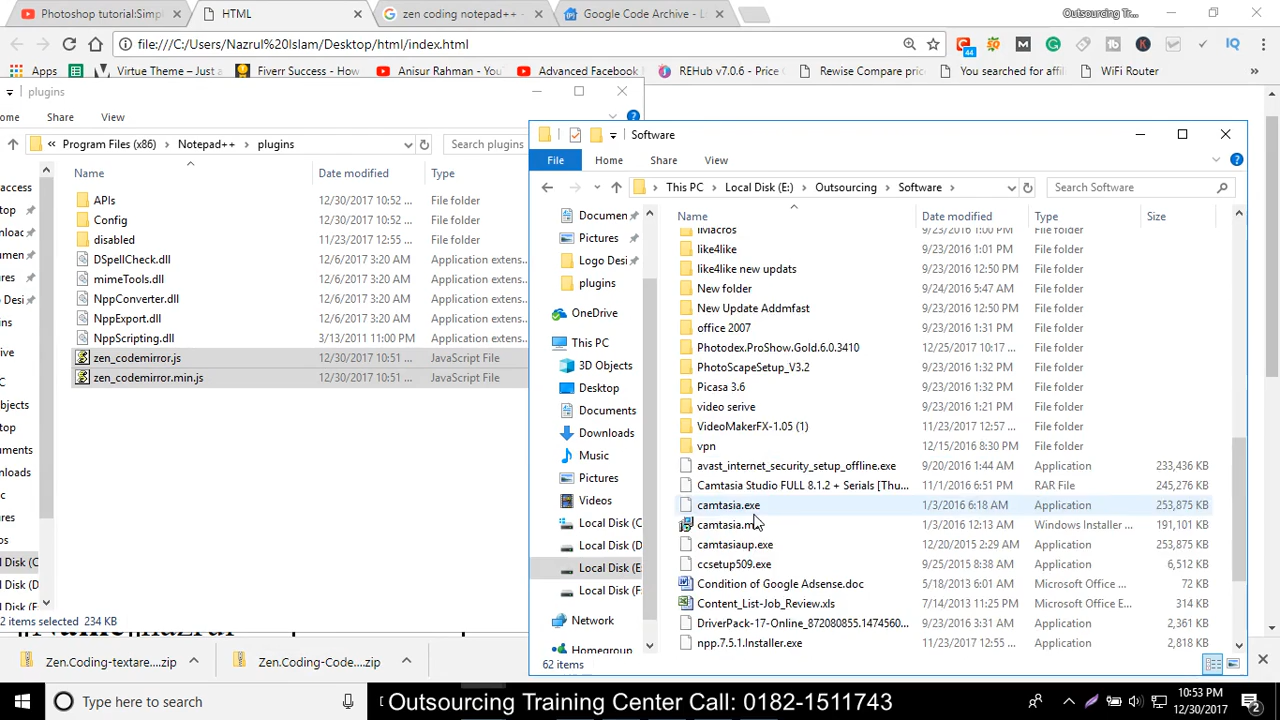 Photoshop tutorial:Simpl
HTML
zen coding notepad++ -
Google Code Archive - L
Outsourcing Tr...
file:///C:/Users/Nazrul%20Islam/Desktop/html/index.html
44
Apps
Virtue Theme – Just a
Fiverr Success - How
Anisur Rahman - You
Advanced Facebook
REHub v7.0.6 - Price C
Rewise Compare pric
You searched for affil
WiFi Router
plugins
ome
Share
View
Program Files (x86)
Notepad++
plugins
Search plugins
Name
Date modified
Type
APIs
12/30/2017 10:52 ...
File folder
Config
12/30/2017 10:52 ...
File folder
disabled
11/23/2017 12:55 ...
File folder
DSpellCheck.dll
12/6/2017 3:20 AM
Application extens...
mimeTools.dll
12/6/2017 3:20 AM
Application extens...
NppConverter.dll
12/6/2017 3:20 AM
Application extens...
NppExport.dll
12/6/2017 3:20 AM
Application extens...
NppScripting.dll
3/13/2011 11:00 PM
Application extens...
zen_codemirror.js
12/30/2017 10:51 ...
JavaScript File
zen_codemirror.min.js
12/30/2017 10:51 ...
JavaScript File
2 items selected 234 KB
Software
File
Home
Share
View
This PC
Local Disk (E:)
Outsourcing
Software
Search Software
Documen
Pictures
Logo Desi
plugins
OneDrive
This PC
3D Objects
Desktop
Documents
Downloads
Music
Pictures
Videos
Local Disk (C
Local Disk (D
Local Disk (E
Local Disk (F
Network
Homegroup
Name
Date modified
Type
Size
iMacros
9/23/2016 1:00 PM
File folder
like4like
9/23/2016 1:01 PM
File folder
like4like new updats
9/23/2016 12:50 PM
File folder
New folder
9/24/2016 5:47 AM
File folder
New Update Addmfast
9/23/2016 12:50 PM
File folder
office 2007
9/23/2016 1:31 PM
File folder
Photodex.ProShow.Gold.6.0.3410
12/25/2017 10:17 ...
File folder
PhotoScapeSetup_V3.2
9/23/2016 1:32 PM
File folder
Picasa 3.6
9/23/2016 1:32 PM
File folder
video serive
9/23/2016 1:21 PM
File folder
VideoMakerFX-1.05 (1)
11/23/2017 12:57 ...
File folder
vpn
12/15/2016 8:30 PM
File folder
avast_internet_security_setup_offline.exe
9/20/2016 1:44 AM
Application
233,436 KB
Camtasia Studio FULL 8.1.2 + Serials [Thu...
11/1/2016 6:51 PM
RAR File
245,276 KB
camtasia.exe
1/3/2016 6:18 AM
Application
253,875 KB
camtasia.m
1/3/2016 12:13 AM
Windows Installer ...
191,101 KB
camtasiaup.exe
12/20/2015 2:29 AM
Application
253,875 KB
ccsetup509.exe
9/25/2015 8:38 AM
Application
6,512 KB
Condition of Google Adsense.doc
5/18/2013 6:01 AM
Microsoft Office ...
72 KB
Content_List-Job_Review.xls
7/14/2013 11:25 PM
Microsoft Office E...
314 KB
DriverPack-17-Online_872080855.1474560...
9/23/2016 3:31 AM
Application
2,361 KB
npp.7.5.1.Installer.exe
11/23/2017 12:55 ...
Application
2,818 KB
62 items
Zen.Coding-textare....zip
Zen.Coding-Code....zip
Type here to search
Outsourcing Training Center Call: 0182-1511743
10:53 PM
12/30/2017
2